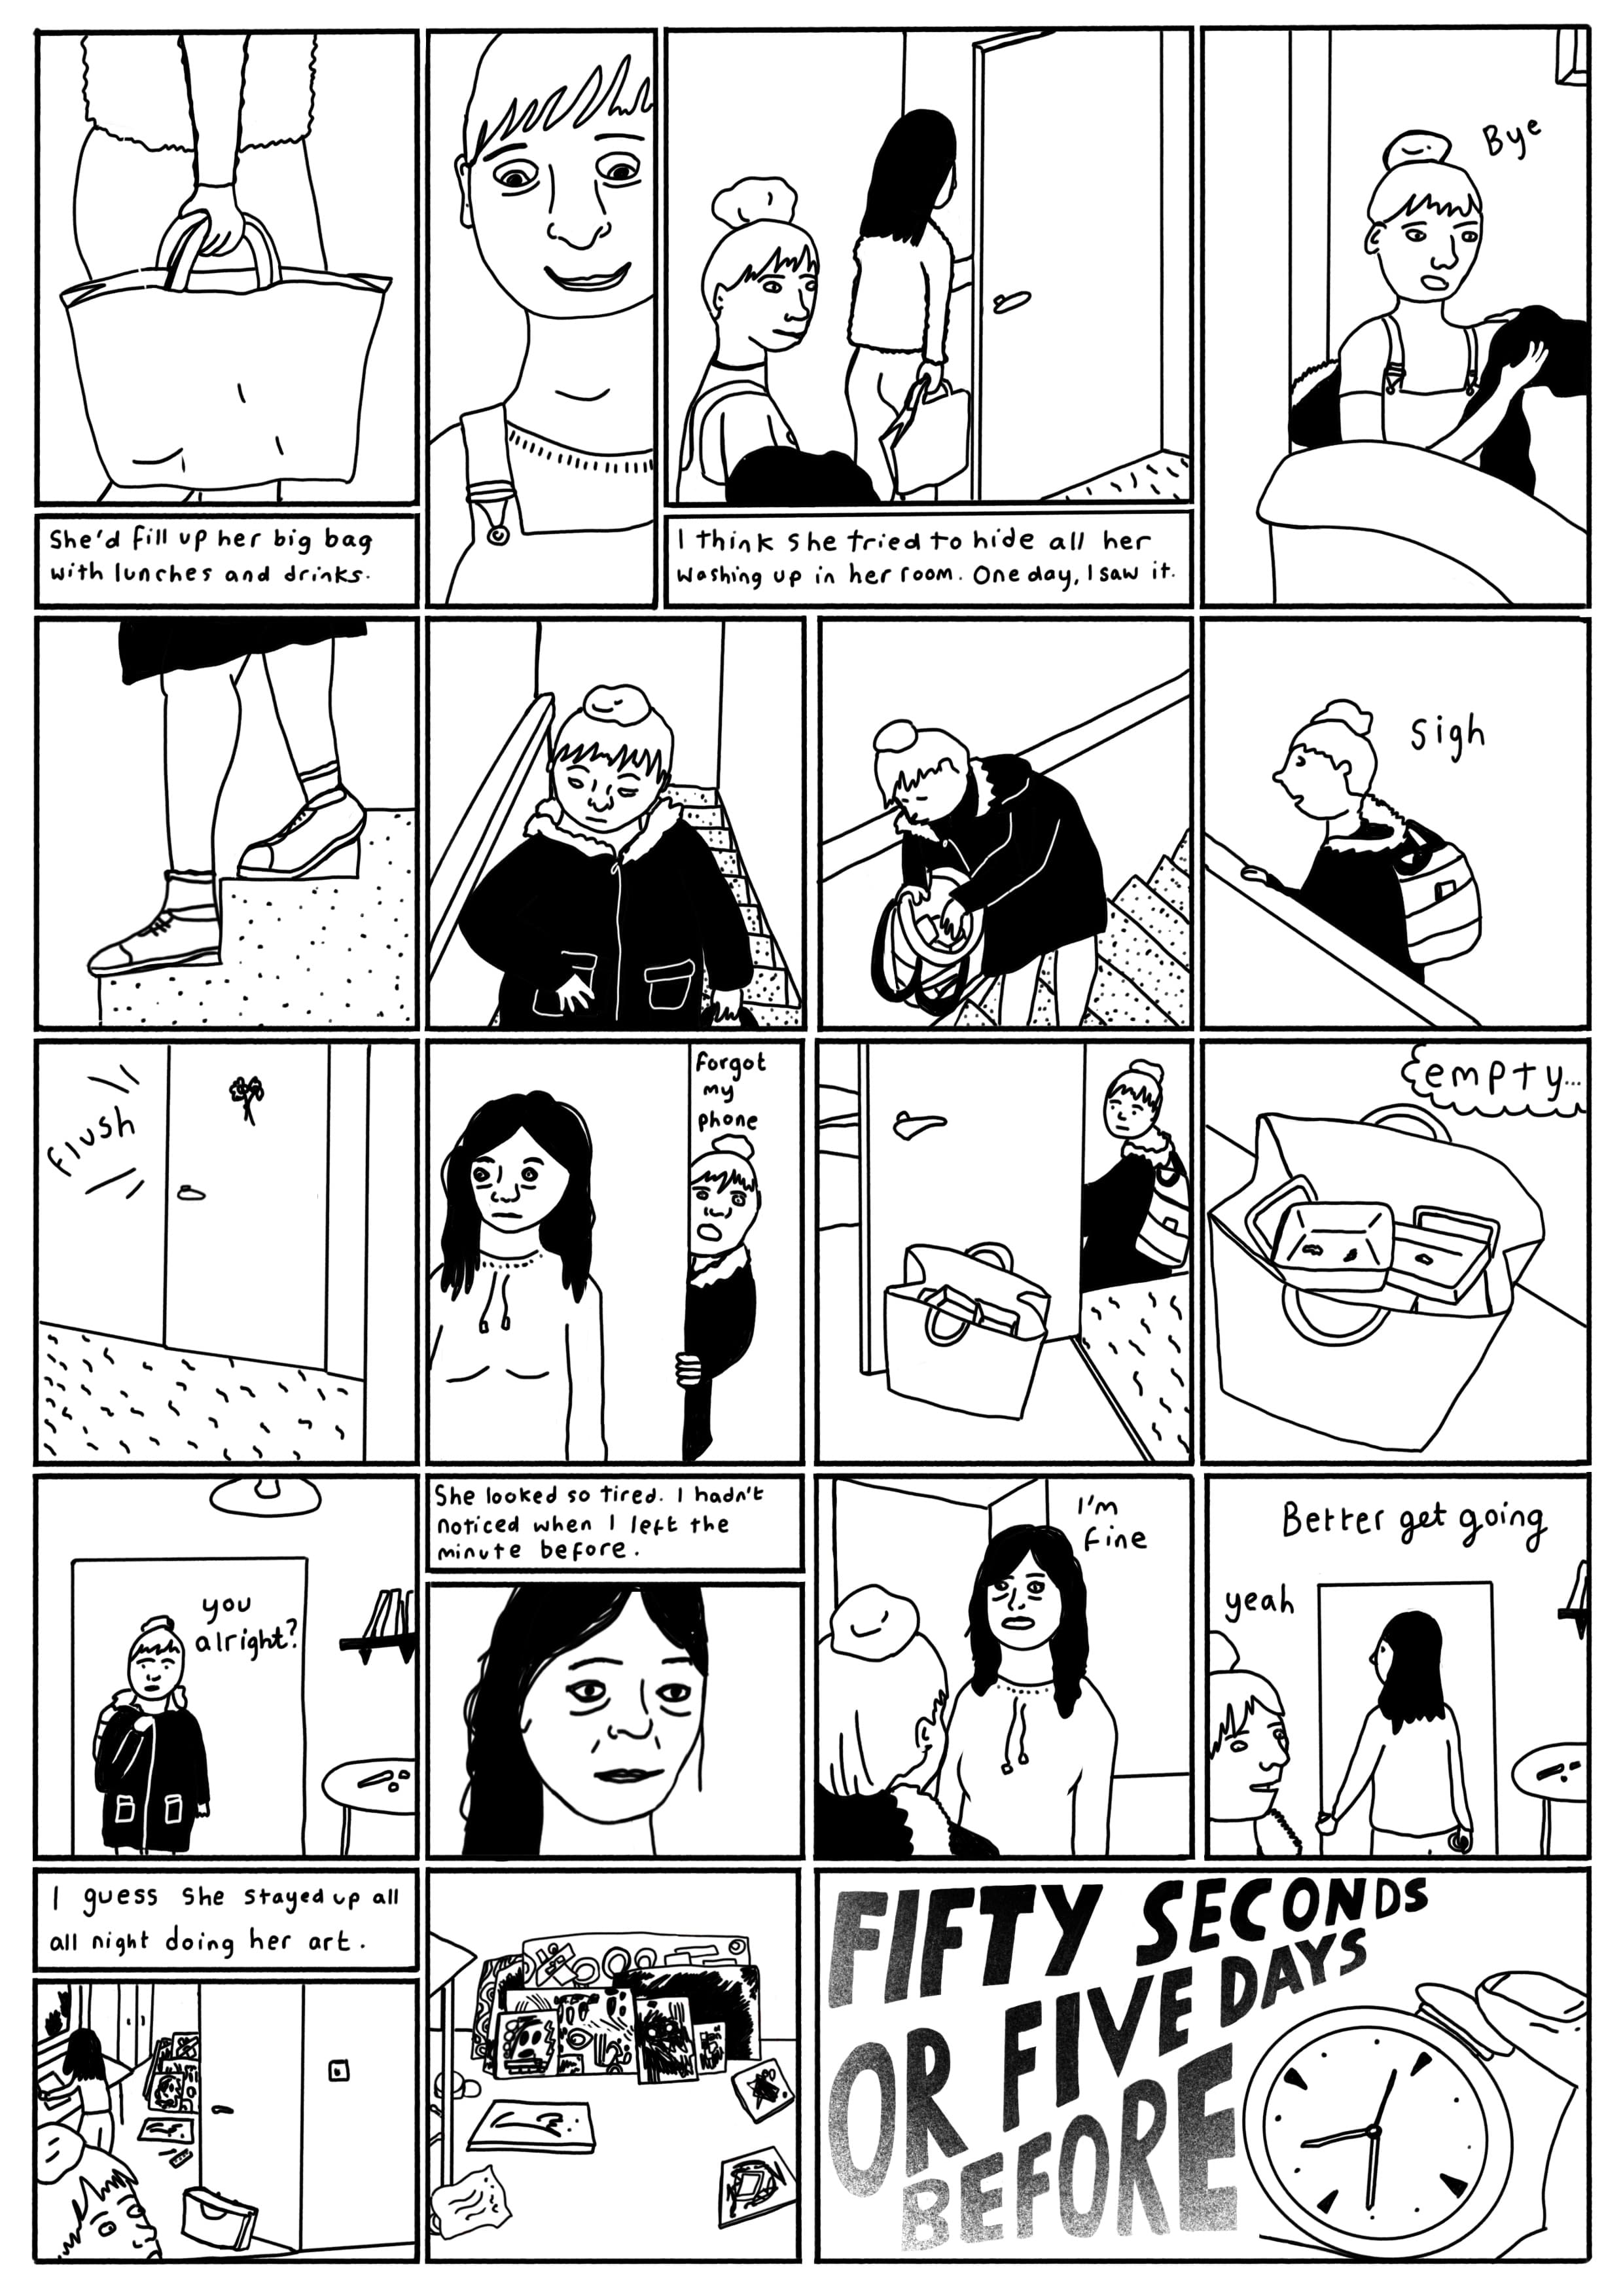 She'd fill up her big bag
with lunches and drinks.
I think she tried to hide all her
washing up in her room. One day, I saw it.
Bye
sigh
flush
Forgot
my
phone
empty...
you
alright?
She looked so tired. I hadn't
noticed when I left the
minute before.
I'm
fine
Better get going
yeah
I guess she stayed up all
all night doing her art.
FIFTY SECONDS
OR FIVE DAYS
BEFORE